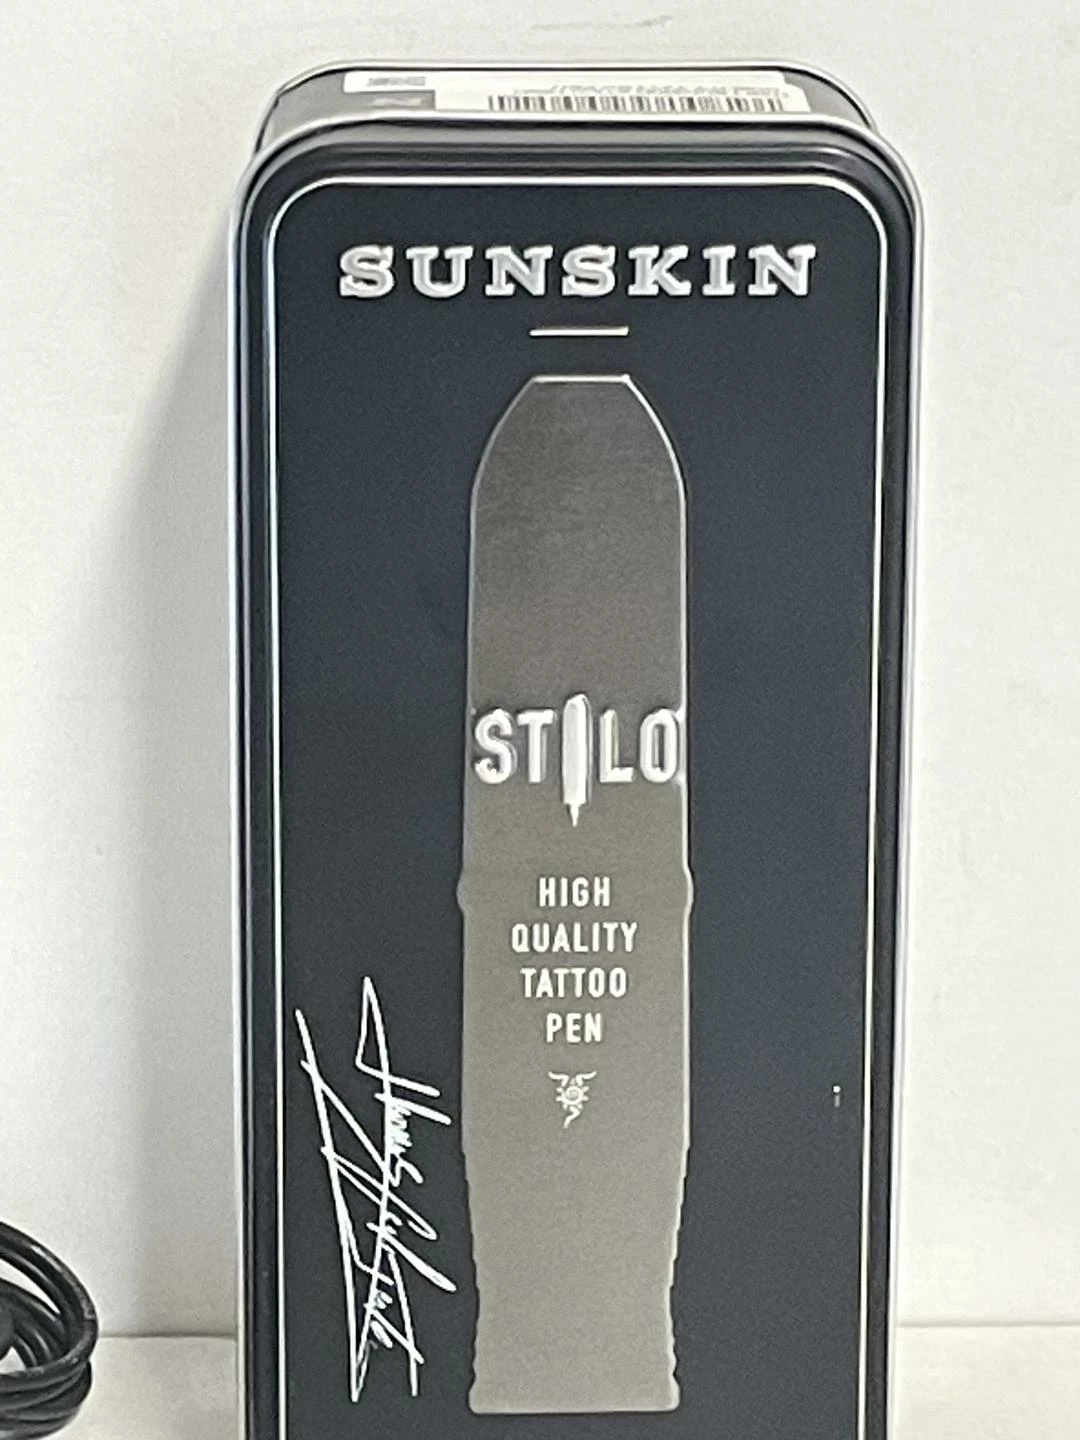 SUNSKIN
STILO
HIGH
QUALITY
TATTOO
PEN